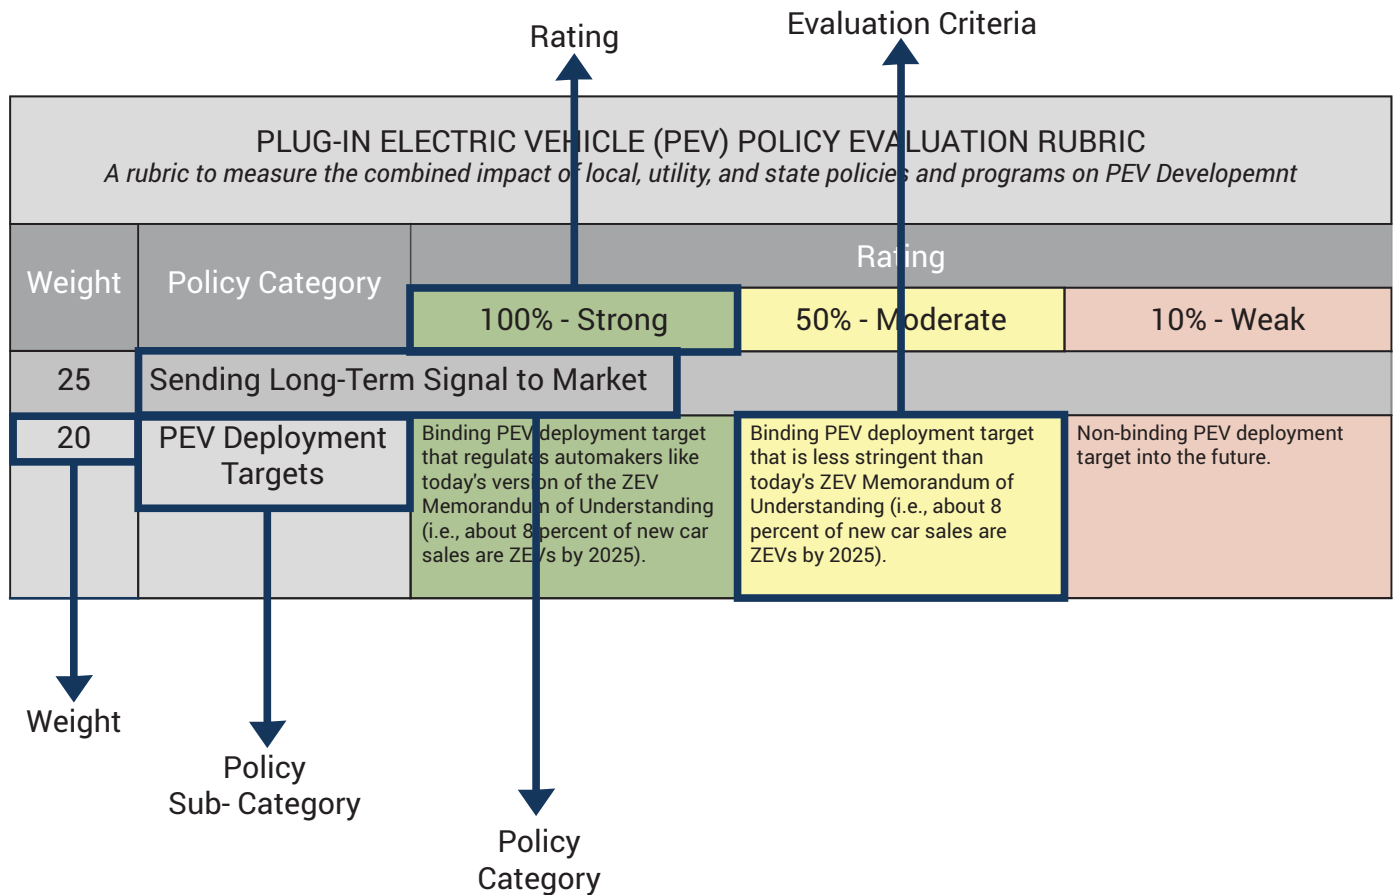 Rating
Evaluation Criteria
PLUG-IN ELECTRIC VEHICLE (PEV) POLICY EVALUATION RUBRIC
A rubric to measure the combined impact of local, utility, and state policies and programs on PEV Developemnt
Weight
Policy Category
Rating
100% - Strong
50% - Moderate
10% - Weak
25
Sending Long-Term Signal to Market
20
PEV Deployment
Targets
Binding PEV deployment target
that regulates automakers like
today's version of the ZEV
Memorandum of Understanding
(i.e., about 8 percent of new car
sales are ZEVs by 2025).
Binding PEV deployment target
that is less stringent than
today's ZEV Memorandum of
Understanding (i.e., about 8
percent of new car sales are
ZEVs by 2025).
Non-binding PEV deployment
target into the future.
Weight
Policy
Sub- Category
Policy
Category